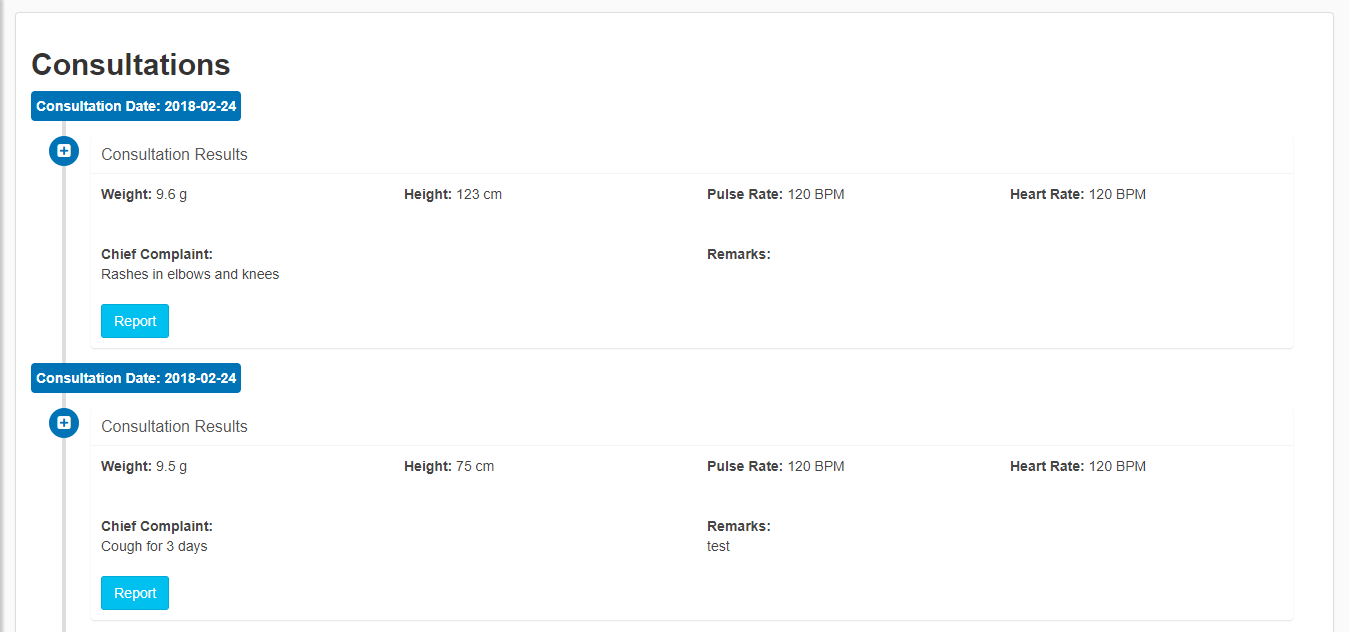 Consultations
Consultation Date: 2018-02-24
Consultation Results
Weight: 9.6 g Height: 123 cm Pulse Rate: 120 BPM Heart Rate: 120 BPM
Chief Complaint: Remarks:
Rashes in elbows and knees
Report
Consultation Date: 2018-02-24
Consultation Results
Weight: 9.5 g Height: 75 cm Pulse Rate: 120 BPM Heart Rate: 120 BPM
Chief Complaint: Remarks:
Cough for 3 days test
Report